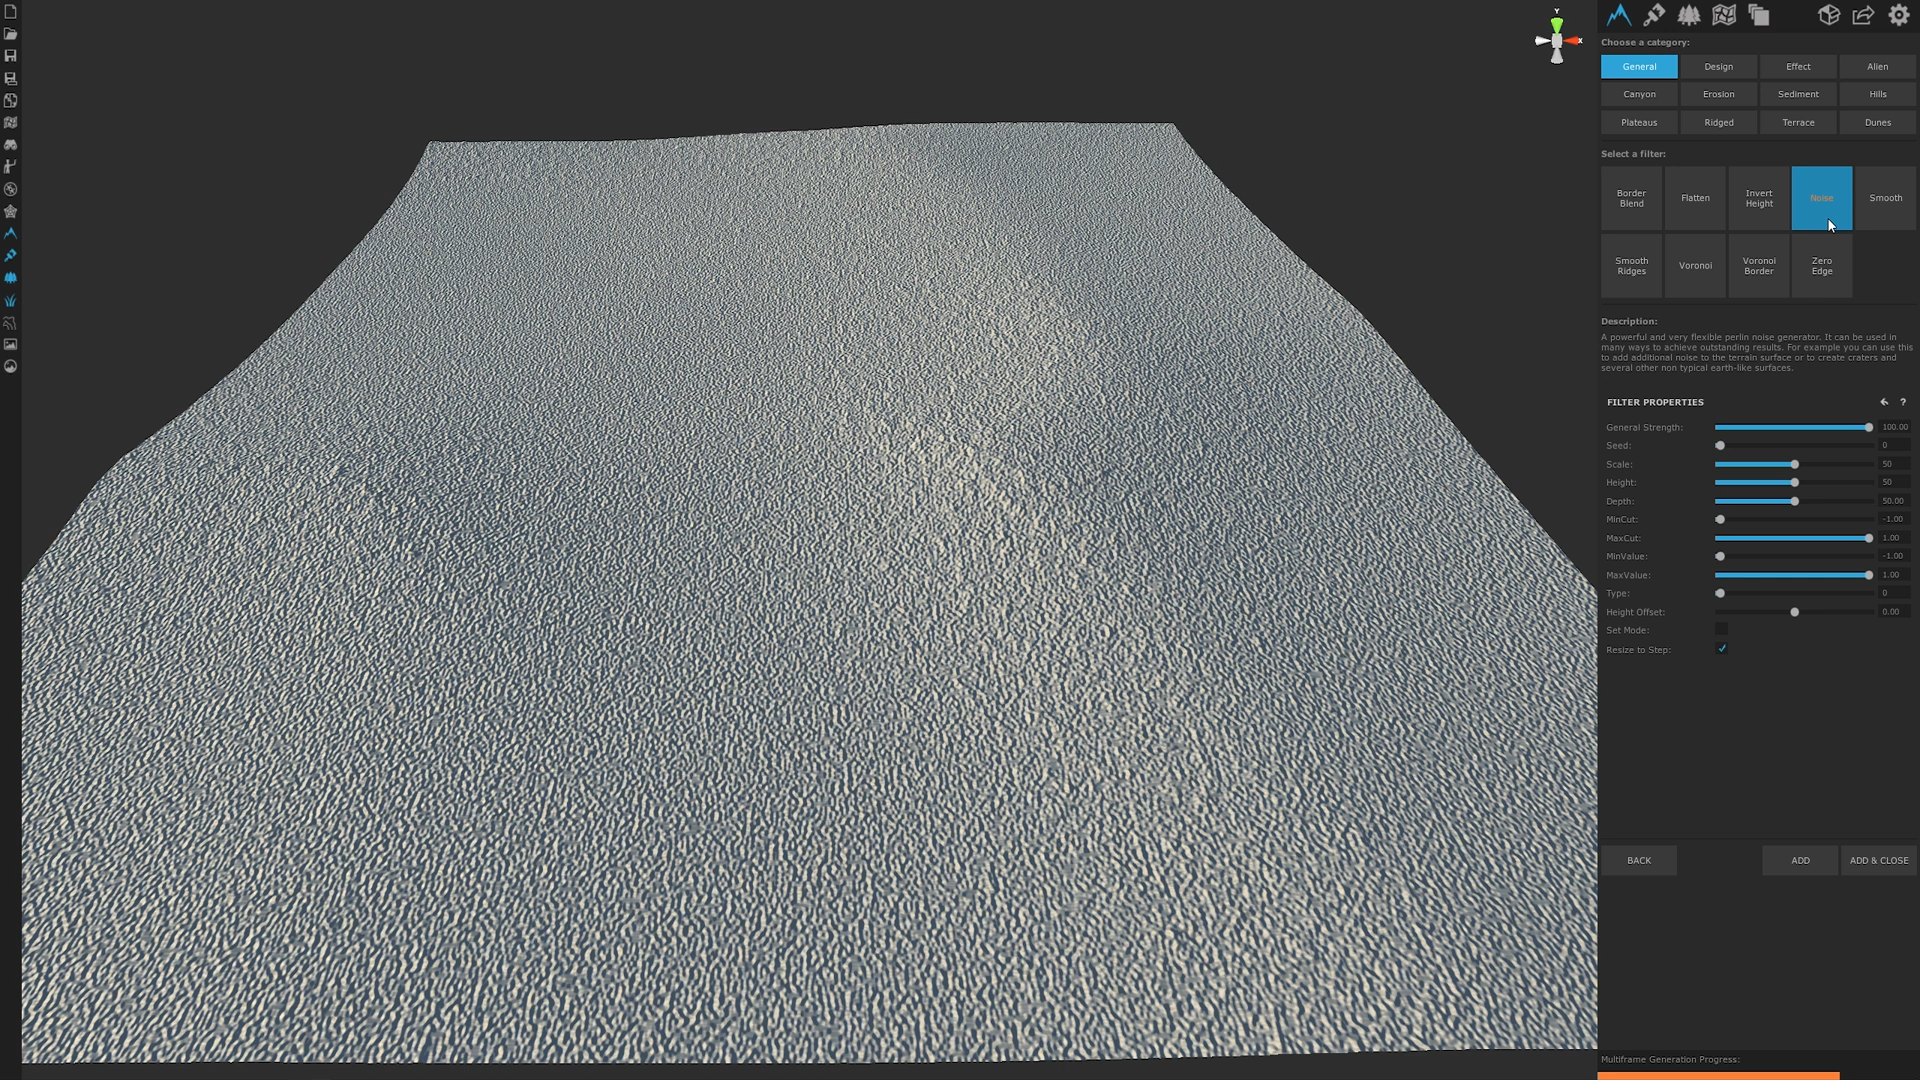 Y
X
Choose a category:
General
Design
Effect
Alien
Canyon
Erosion
Sediment
Hills
Plateaus
Ridged
Terrace
Dunes
Select a filter:
Border
Blend
Flatten
Invert
Height
Noise
Smooth
Smooth
Ridges
Voronoi
Voronoi
Border
Zero
Edge
Description:
A powerful and very flexible perlin noise generator. It can be used in
many ways to achieve outstanding results. For example you can use this
to add additional noise to the terrain surface or to create craters and
several other non typical earth-like surfaces.
FILTER PROPERTIES
?
General Strength: 100.00
Seed: 0
Scale: 50
Height: 50
Depth: 50.00
MinCut: -1.00
MaxCut: 1.00
MinValue: -1.00
MaxValue: 1.00
Type: 0
Height Offset: 0.00
Set Mode:
Resize to Step:
BACK
ADD
ADD & CLOSE
Multiframe Generation Progress: